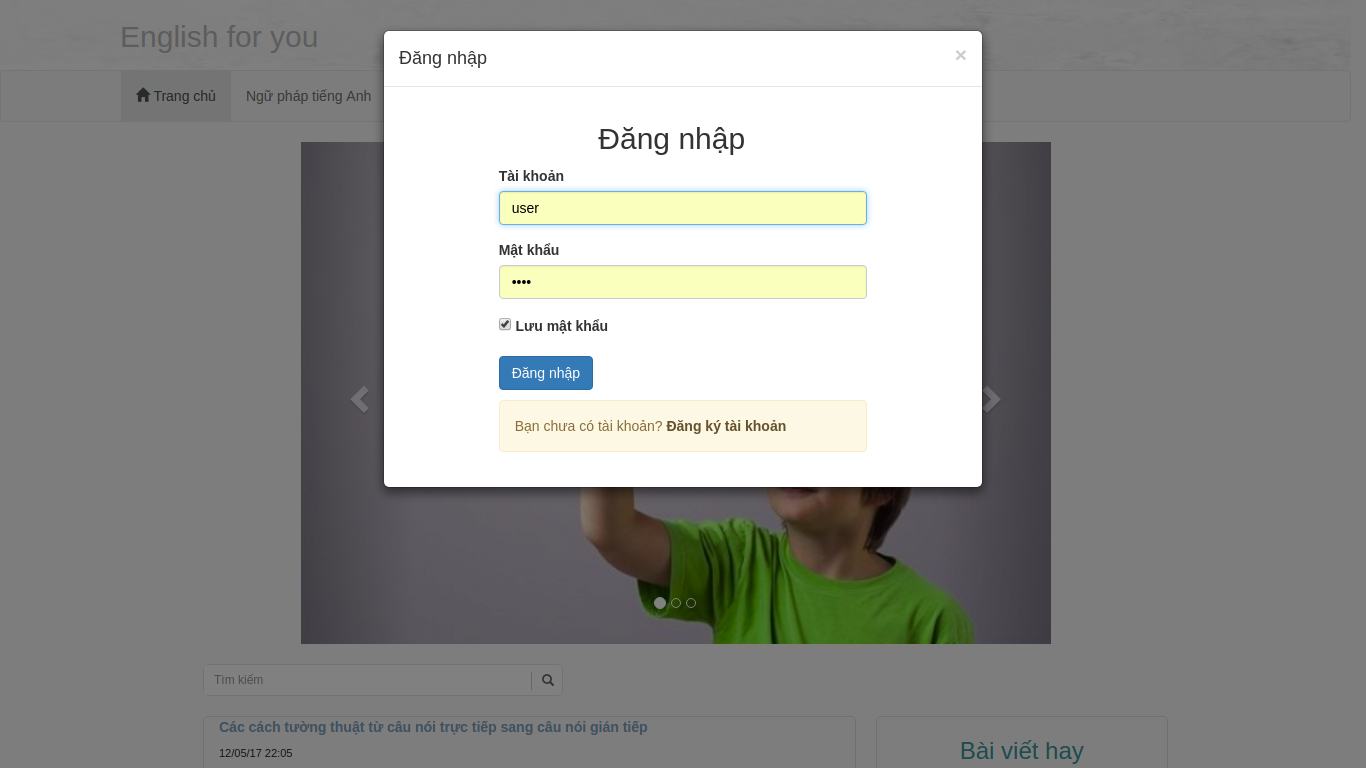 English for you
Đăng nhập
×
Trang chủ
Ngữ pháp tiếng Anh
Đăng nhập
Tài khoản
user
Mật khẩu
••••
Lưu mật khẩu
Đăng nhập
Bạn chưa có tài khoản? Đăng ký tài khoản
Tìm kiếm
Các cách tường thuật từ câu nói trực tiếp sang câu nói gián tiếp
12/05/17 22:05
Bài viết hay